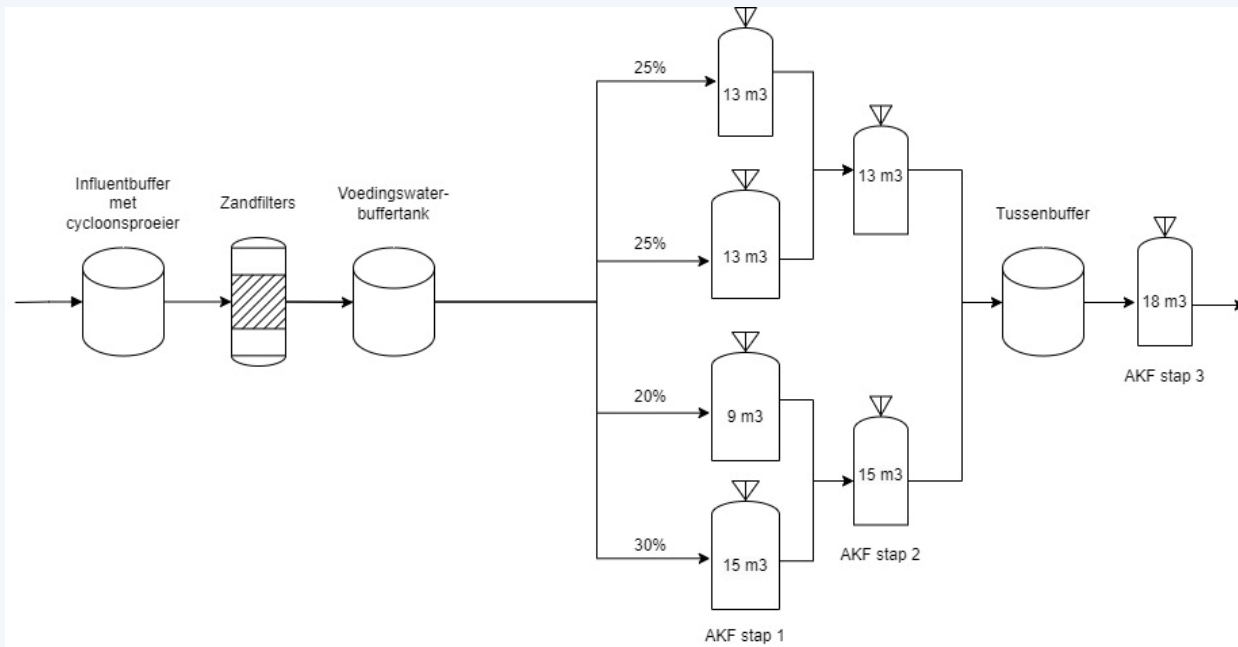 Influentbuffer
met
cycloonsproeier
Zandfilters
Voedingswater-
buffertank
25%
25%
20%
30%
13 m3
13 m3
9 m3
15 m3
AKF stap 1
13 m3
15 m3
AKF stap 2
Tussenbuffer
18 m3
AKF stap 3